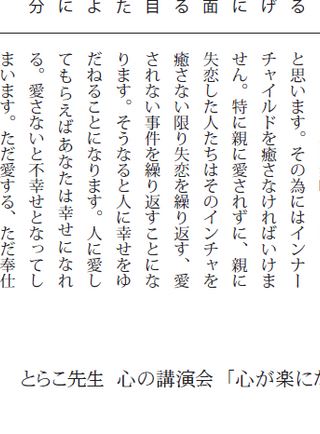 る
げ
に
面
る
目
た
よ
に
分
と思います。その為にはインナー
チャイルドを癒さなければいけま
せん。特に親に愛されずに、親に
失恋した人たちはそのインチャを
癒さない限り失恋を繰り返す、愛
されない事件を繰り返すことにな
ります。そうなると人に幸せをゆ
だねることになります。人に愛し
てもらえばあなたは幸せになれ
る。愛さないと不幸せとなってし
まいます。ただ愛する、ただ奉仕
とらこ先生 心の講演会 「心が楽に